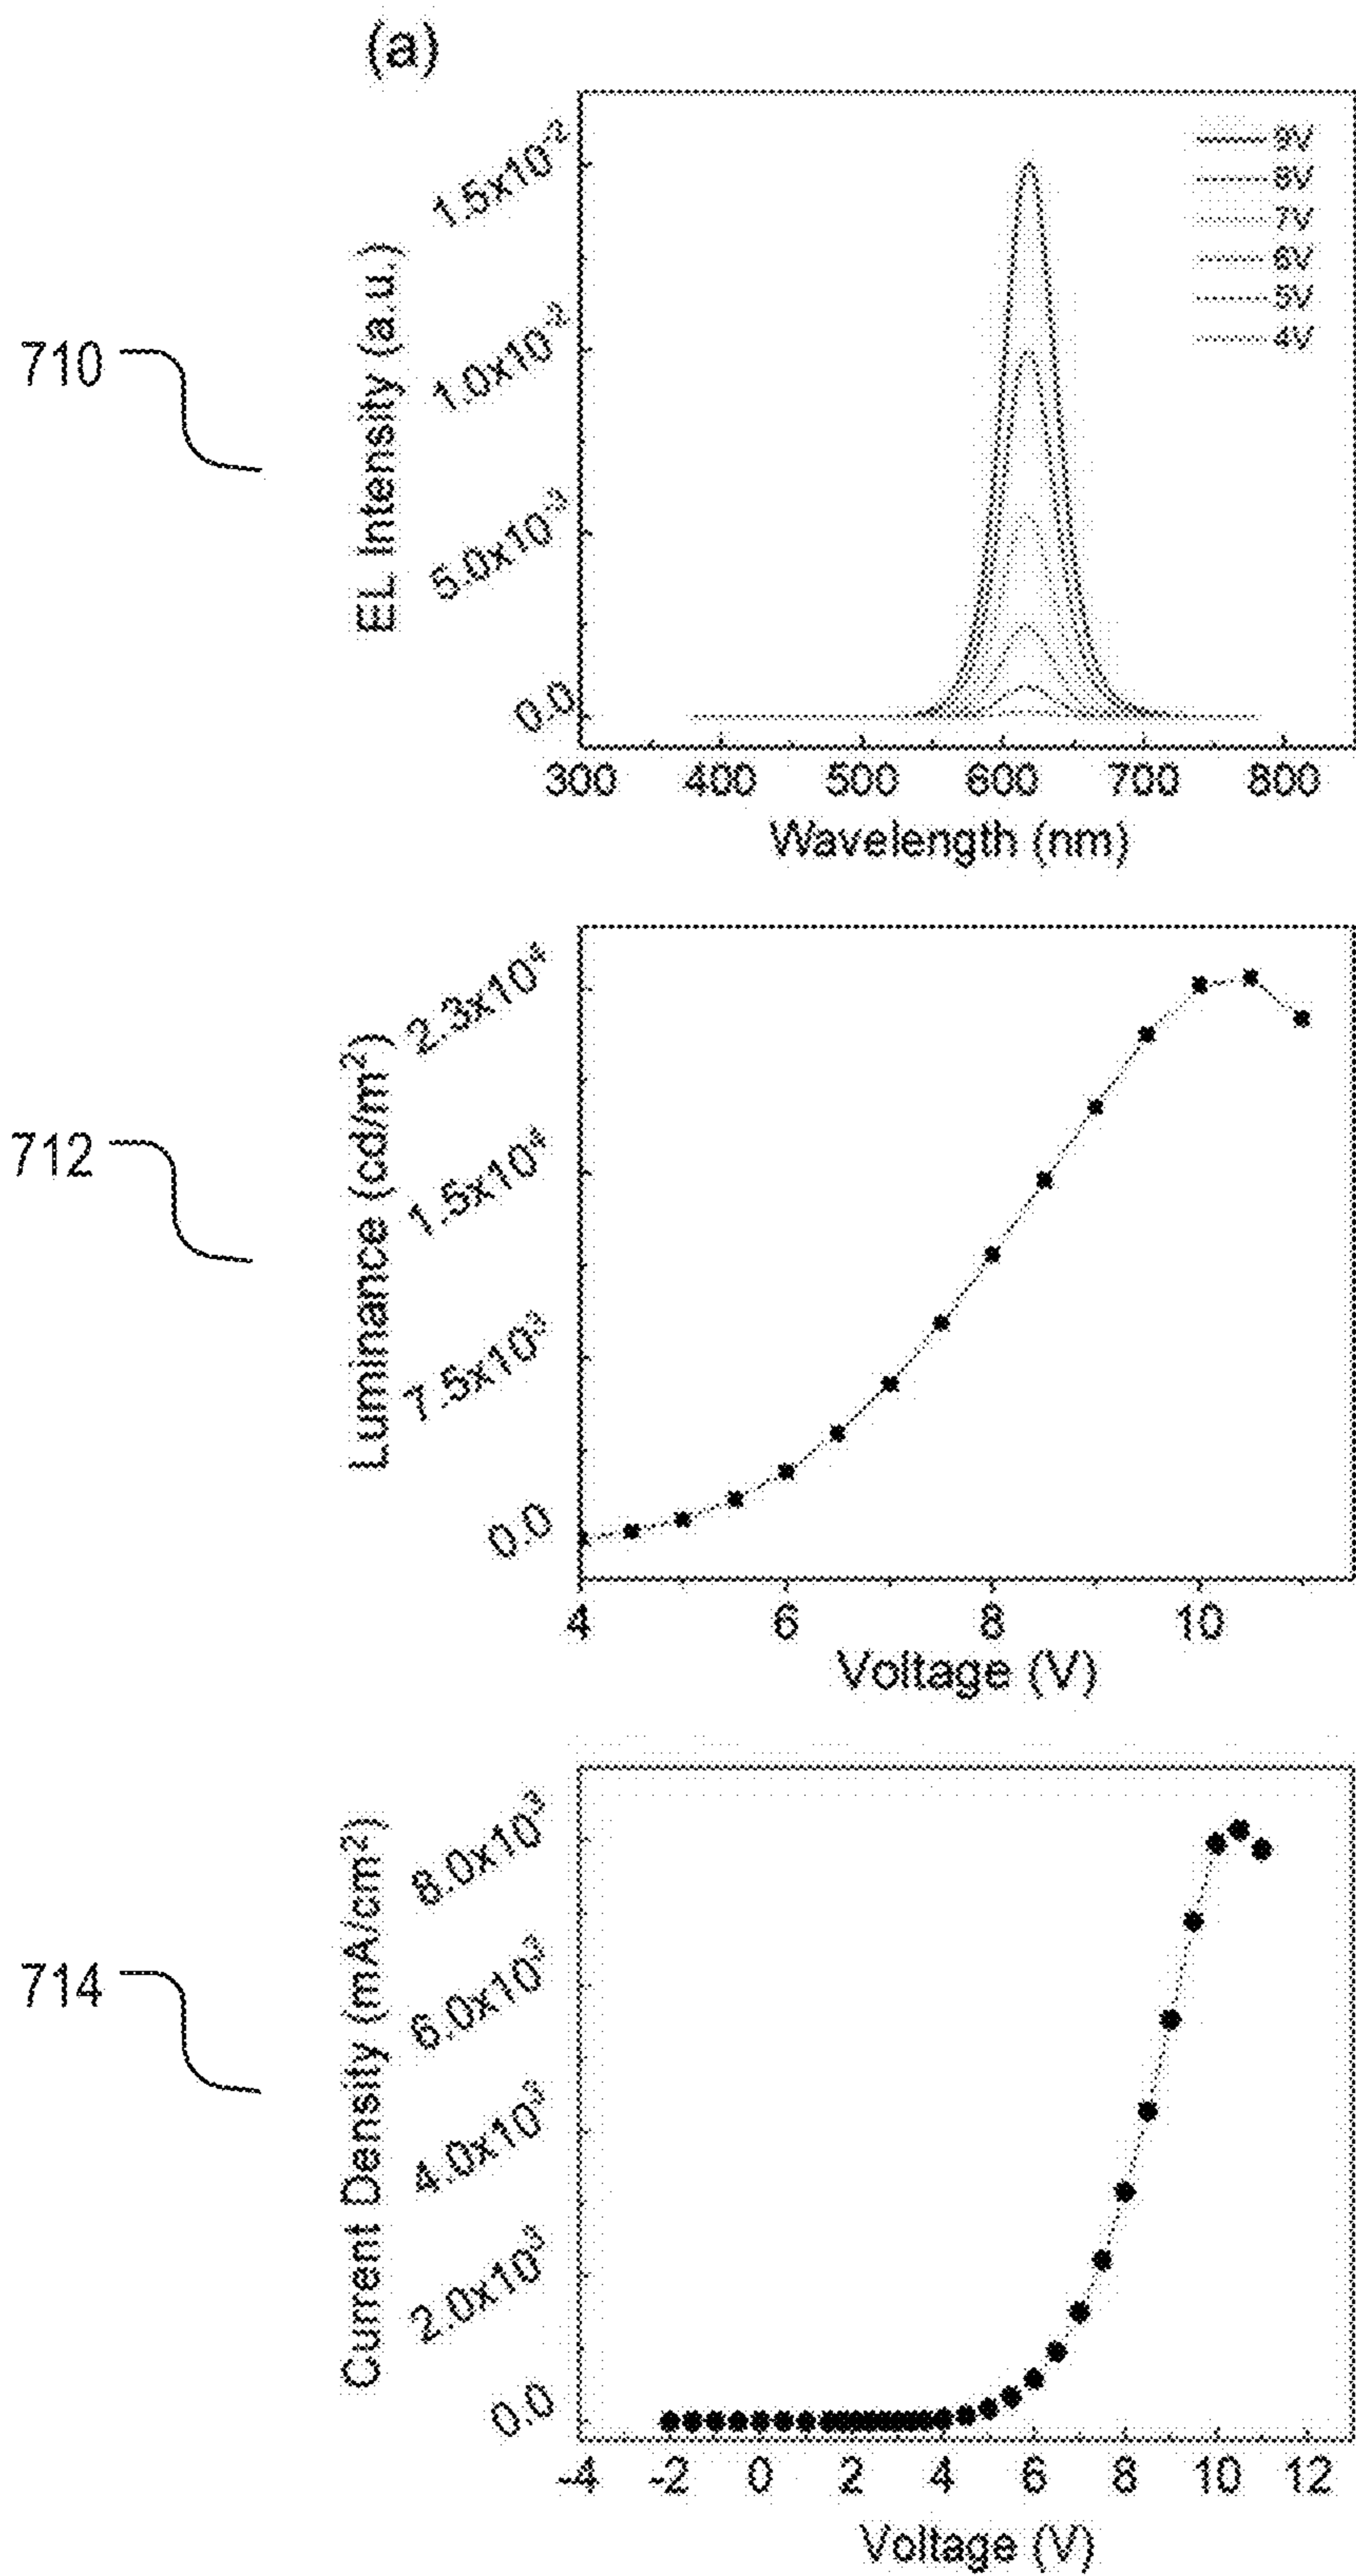 (a)
710
EL Intensity (a.u.)
1.5x10⁻²
1.0x10⁻²
5.0x10⁻³
0.0
9V
8V
7V
6V
5V
4V
300 400 500 600 700 800
Wavelength (nm)
712
Luminance (cd/m²)
2.3x10⁴
1.5x10⁴
7.5x10³
0.0
4 6 8 10
Voltage (V)
714
Current Density (mA/cm²)
8.0x10³
6.0x10³
4.0x10³
2.0x10³
0.0
-4 -2 0 2 4 6 8 10 12
Voltage (V)